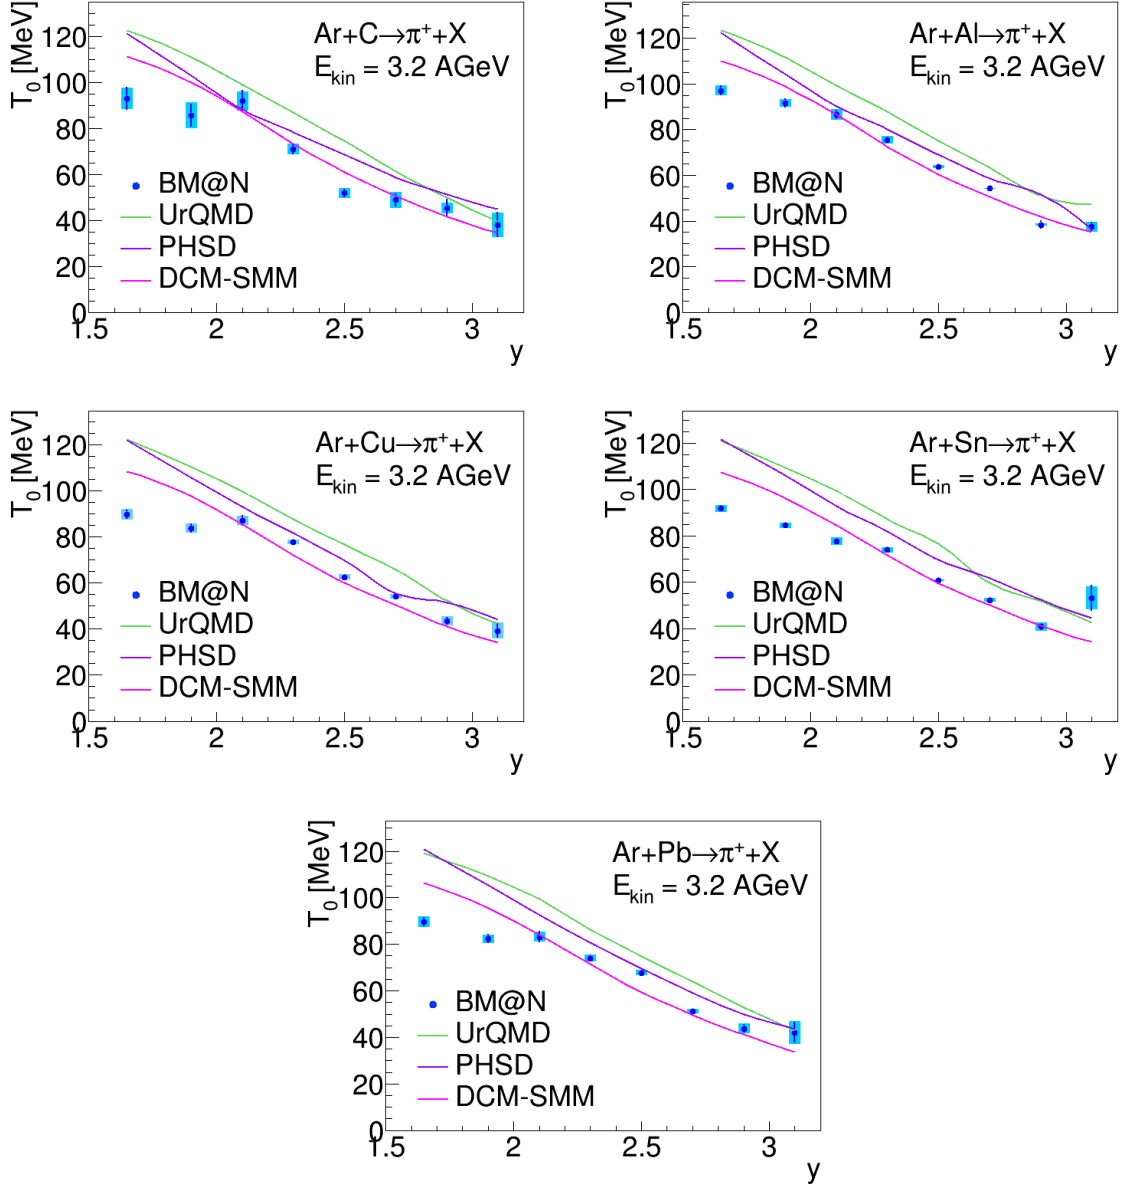 T₀ [MeV]
Ar+C→π⁺+X
E_kin = 3.2 AGeV
120
100
80
60
40
20
0
BM@N
UrQMD
PHSD
DCM-SMM
1.5 2 2.5 3
y
T₀ [MeV]
Ar+Al→π⁺+X
E_kin = 3.2 AGeV
120
100
80
60
40
20
0
BM@N
UrQMD
PHSD
DCM-SMM
1.5 2 2.5 3
y
T₀ [MeV]
Ar+Cu→π⁺+X
E_kin = 3.2 AGeV
120
100
80
60
40
20
0
BM@N
UrQMD
PHSD
DCM-SMM
1.5 2 2.5 3
y
T₀ [MeV]
Ar+Sn→π⁺+X
E_kin = 3.2 AGeV
120
100
80
60
40
20
0
BM@N
UrQMD
PHSD
DCM-SMM
1.5 2 2.5 3
y
T₀ [MeV]
Ar+Pb→π⁺+X
E_kin = 3.2 AGeV
120
100
80
60
40
20
0
BM@N
UrQMD
PHSD
DCM-SMM
1.5 2 2.5 3
y